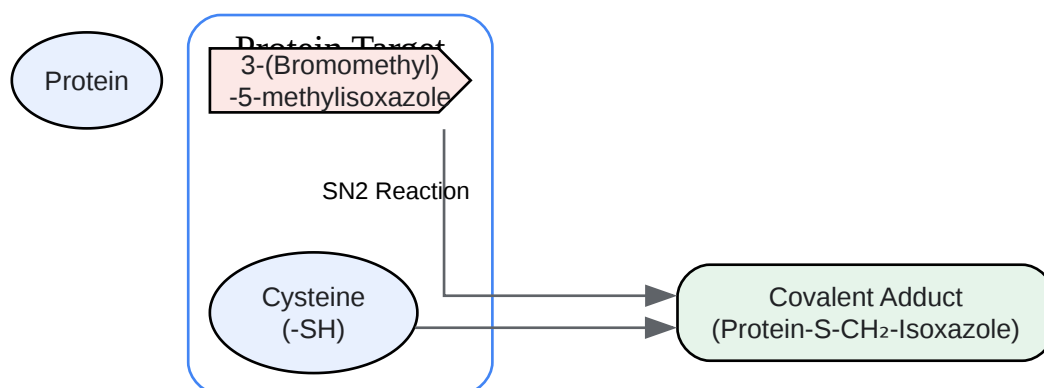 Protein Target
Protein
3-(Bromomethyl)
-5-methylisoxazole
SN2 Reaction
Cysteine
(-SH)
Covalent Adduct
(Protein-S-CH₂-Isoxazole)